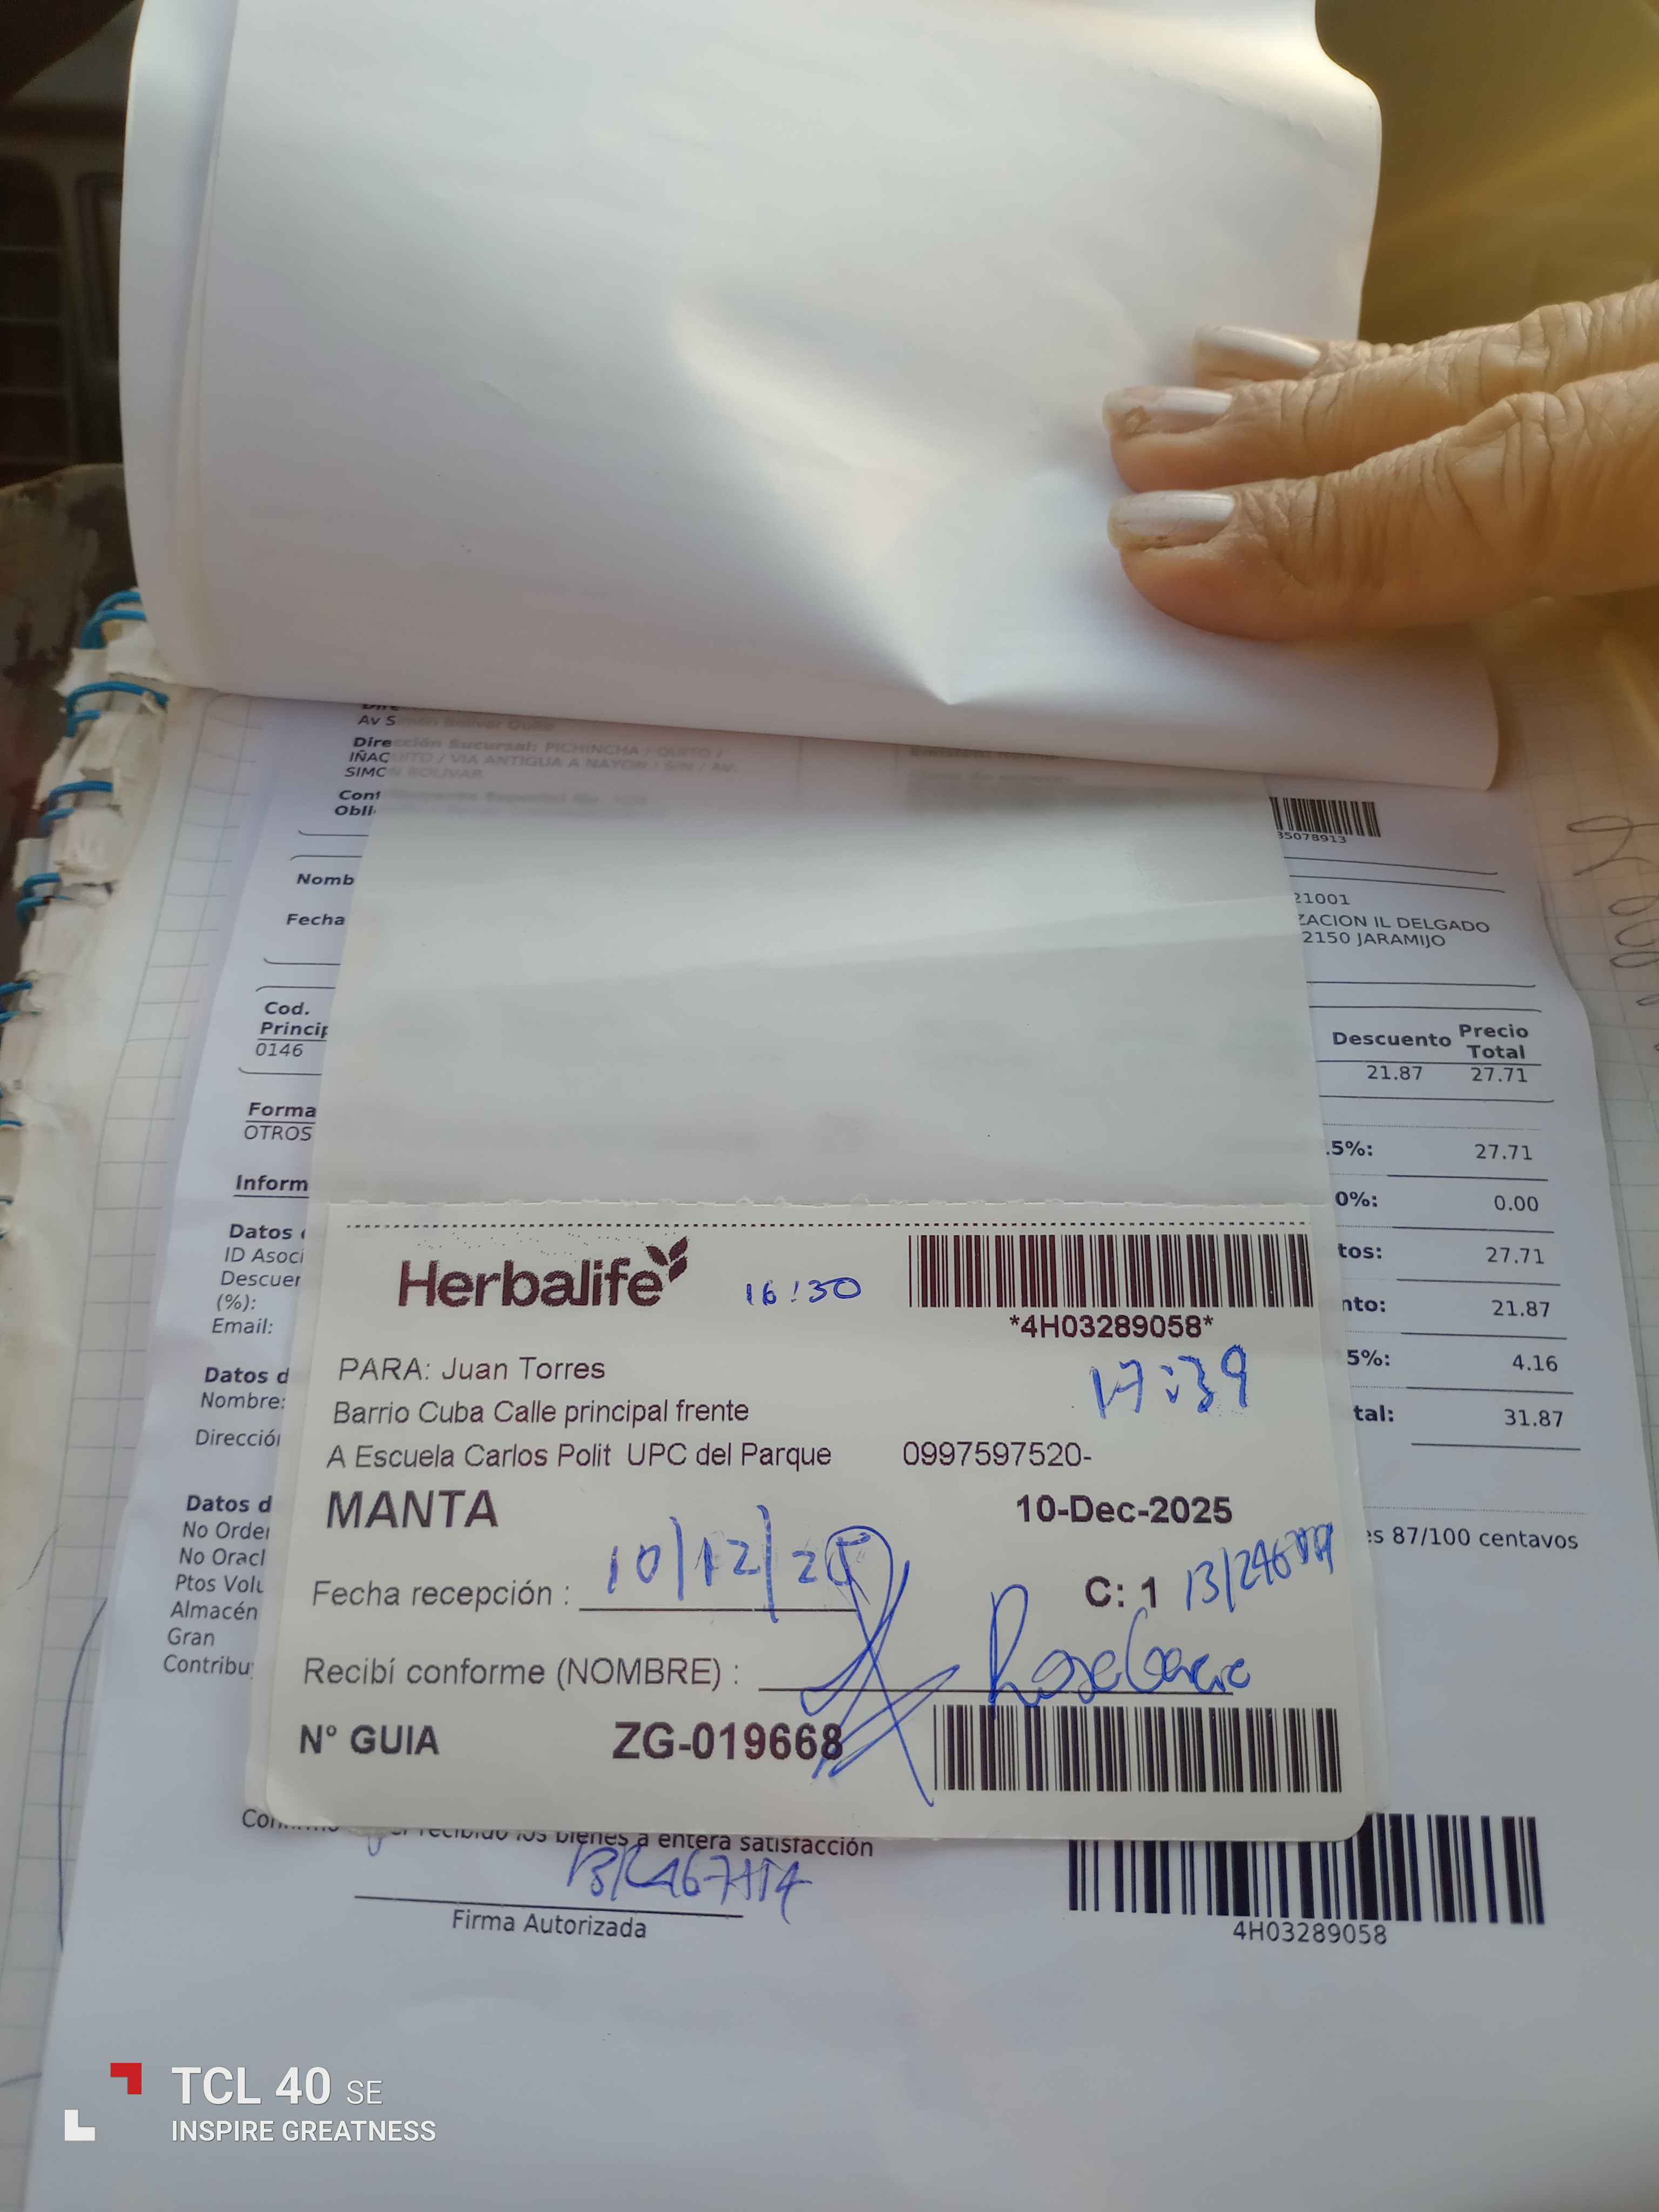 Av S
Dirección Sucursal: PICHINCHA / QUITO /
IÑAQUITO / VIA ANTIGUA A NAYON / S/N / AV.
SIMON BOLIVAR
Cont
Obli
35078913
Nomb
21001
Fecha
ZACION IL DELGADO
2150 JARAMIJO
Cod.
Princip
Descuento Precio
Total
0146
21.87 27.71
Forma
OTROS
.5%: 27.71
Inform
0%: 0.00
Datos
ID Asoci
tos: 27.71
Descuer
(%):
nto: 21.87
Email:
5%: 4.16
Datos d
Nombre:
tal: 31.87
Direcció
Datos d
No Order
es 87/100 centavos
No Oracl
Ptos Volu
Almacén
Gran
Contribu
Herbalife 16:30
*4H03289058*
PARA: Juan Torres
17:39
Barrio Cuba Calle principal frente
A Escuela Carlos Polit UPC del Parque 0997597520-
MANTA 10-Dec-2025
Fecha recepción : 10/12/25 C: 1
Recibí conforme (NOMBRE) : Rosa
N° GUIA ZG-019668
recibido los bienes a entera satisfacción
Firma Autorizada
4H03289058
TCL 40 SE
INSPIRE GREATNESS